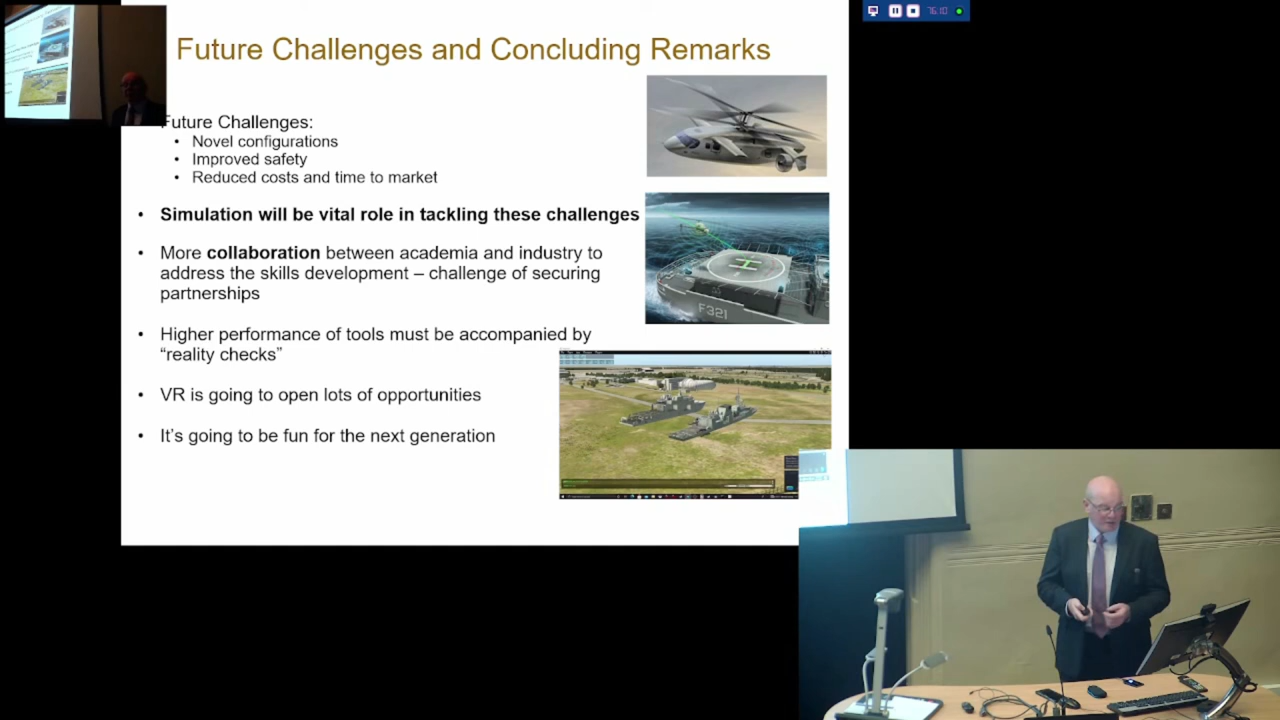 76:10
Future Challenges and Concluding Remarks
Future Challenges:
• Novel configurations
• Improved safety
• Reduced costs and time to market
• Simulation will be vital role in tackling these challenges
• More collaboration between academia and industry to
address the skills development – challenge of securing
partnerships
• Higher performance of tools must be accompanied by
“reality checks”
• VR is going to open lots of opportunities
• It’s going to be fun for the next generation
H
F321